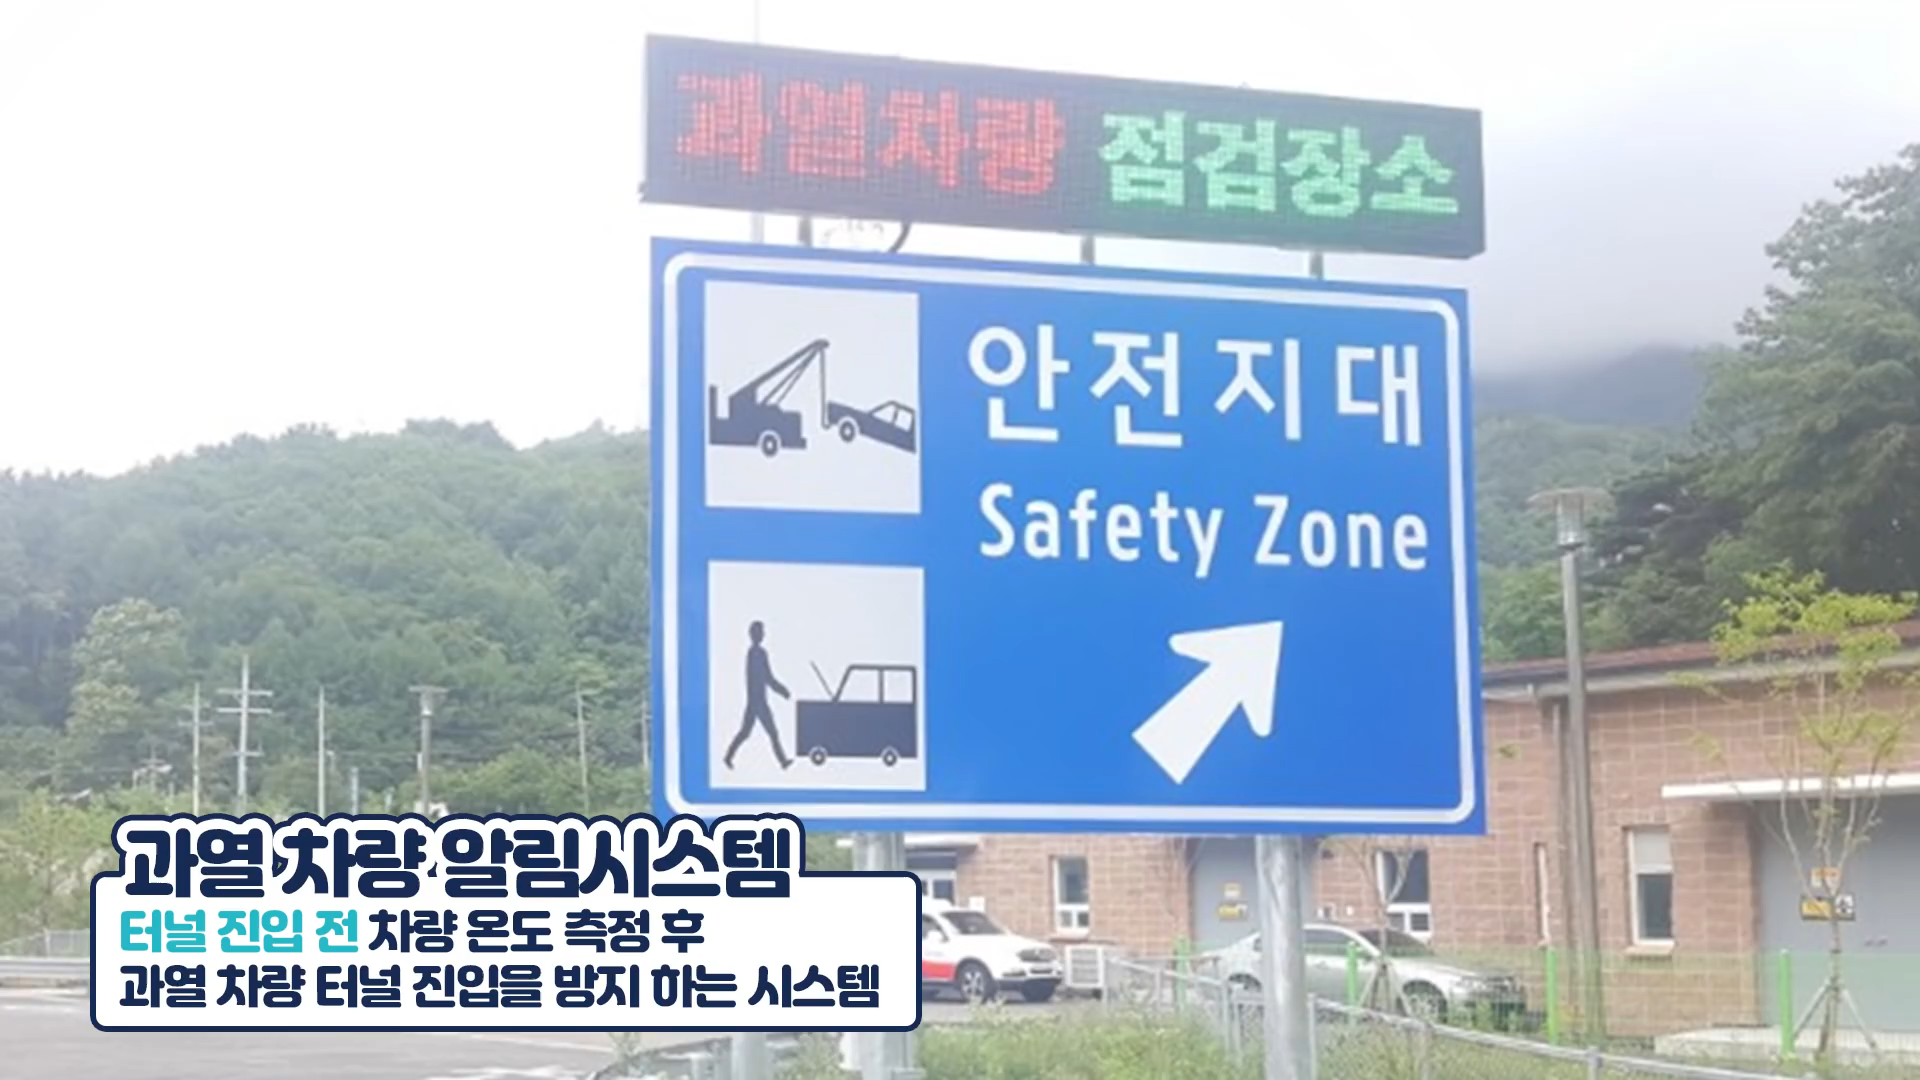 과열차량 점검장소
안전지대
Safety Zone
과열 차량 알림시스템
터널 진입 전 차량 온도 측정 후
과열 차량 터널 진입을 방지 하는 시스템